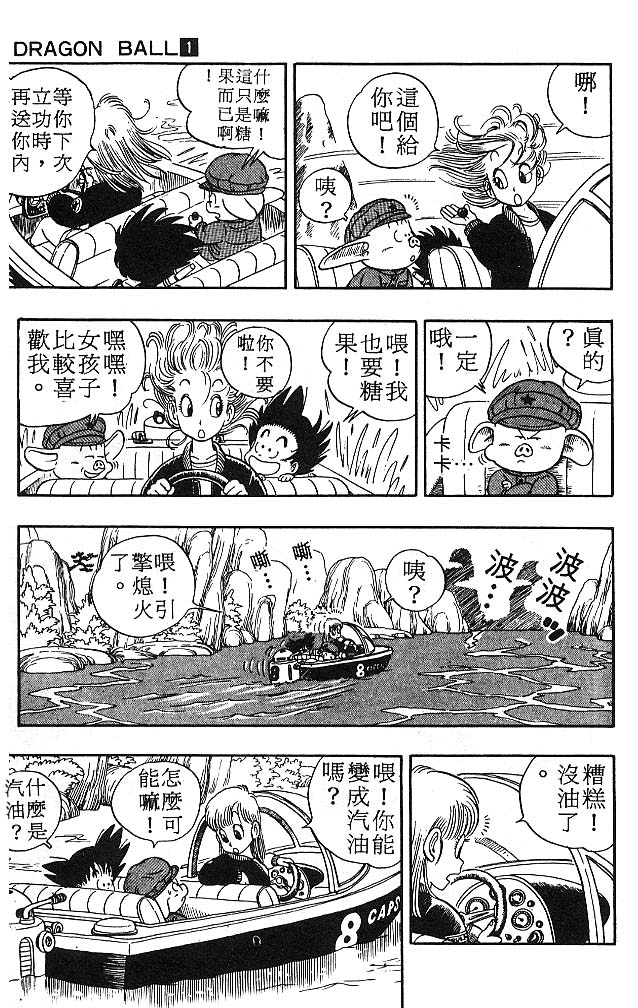 DRAGON BALL 1
哪！
這個給
你吧！
咦？
什麼嘛！
這只是糖
果而已啊
！
等你下次
立功時，
再送你內
真的
？
一定
哦！
卡
卡…
喂！我
也要糖
果！
你不要
啦！
嘿嘿！
女孩子
比較喜
歡我。
波
波
波…
咦？
嘶…
嘶…
喂！引
擎熄火
了。
8
糟糕！
沒油了
。
喂！你能
變成汽油
嗎？
怎麼可
能嘛！
什麼是
汽油？
8 CAPS